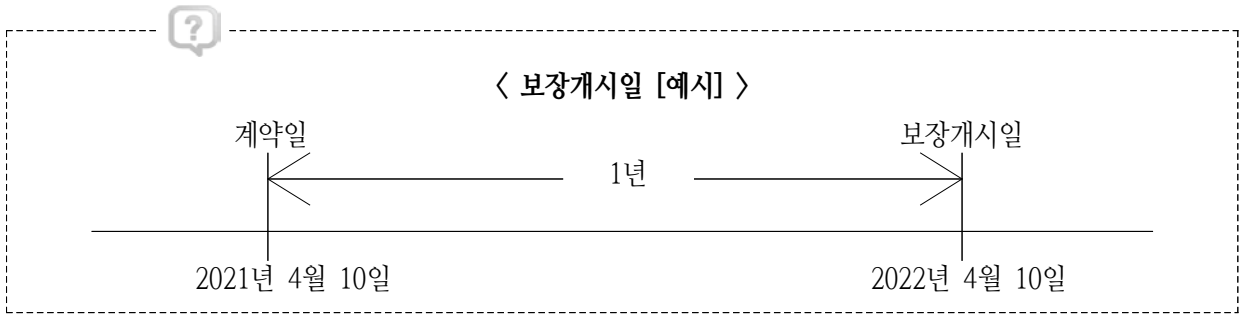 ?
〈 보장개시일 [예시] 〉
계약일 보장개시일
1년
2021년 4월 10일 2022년 4월 10일